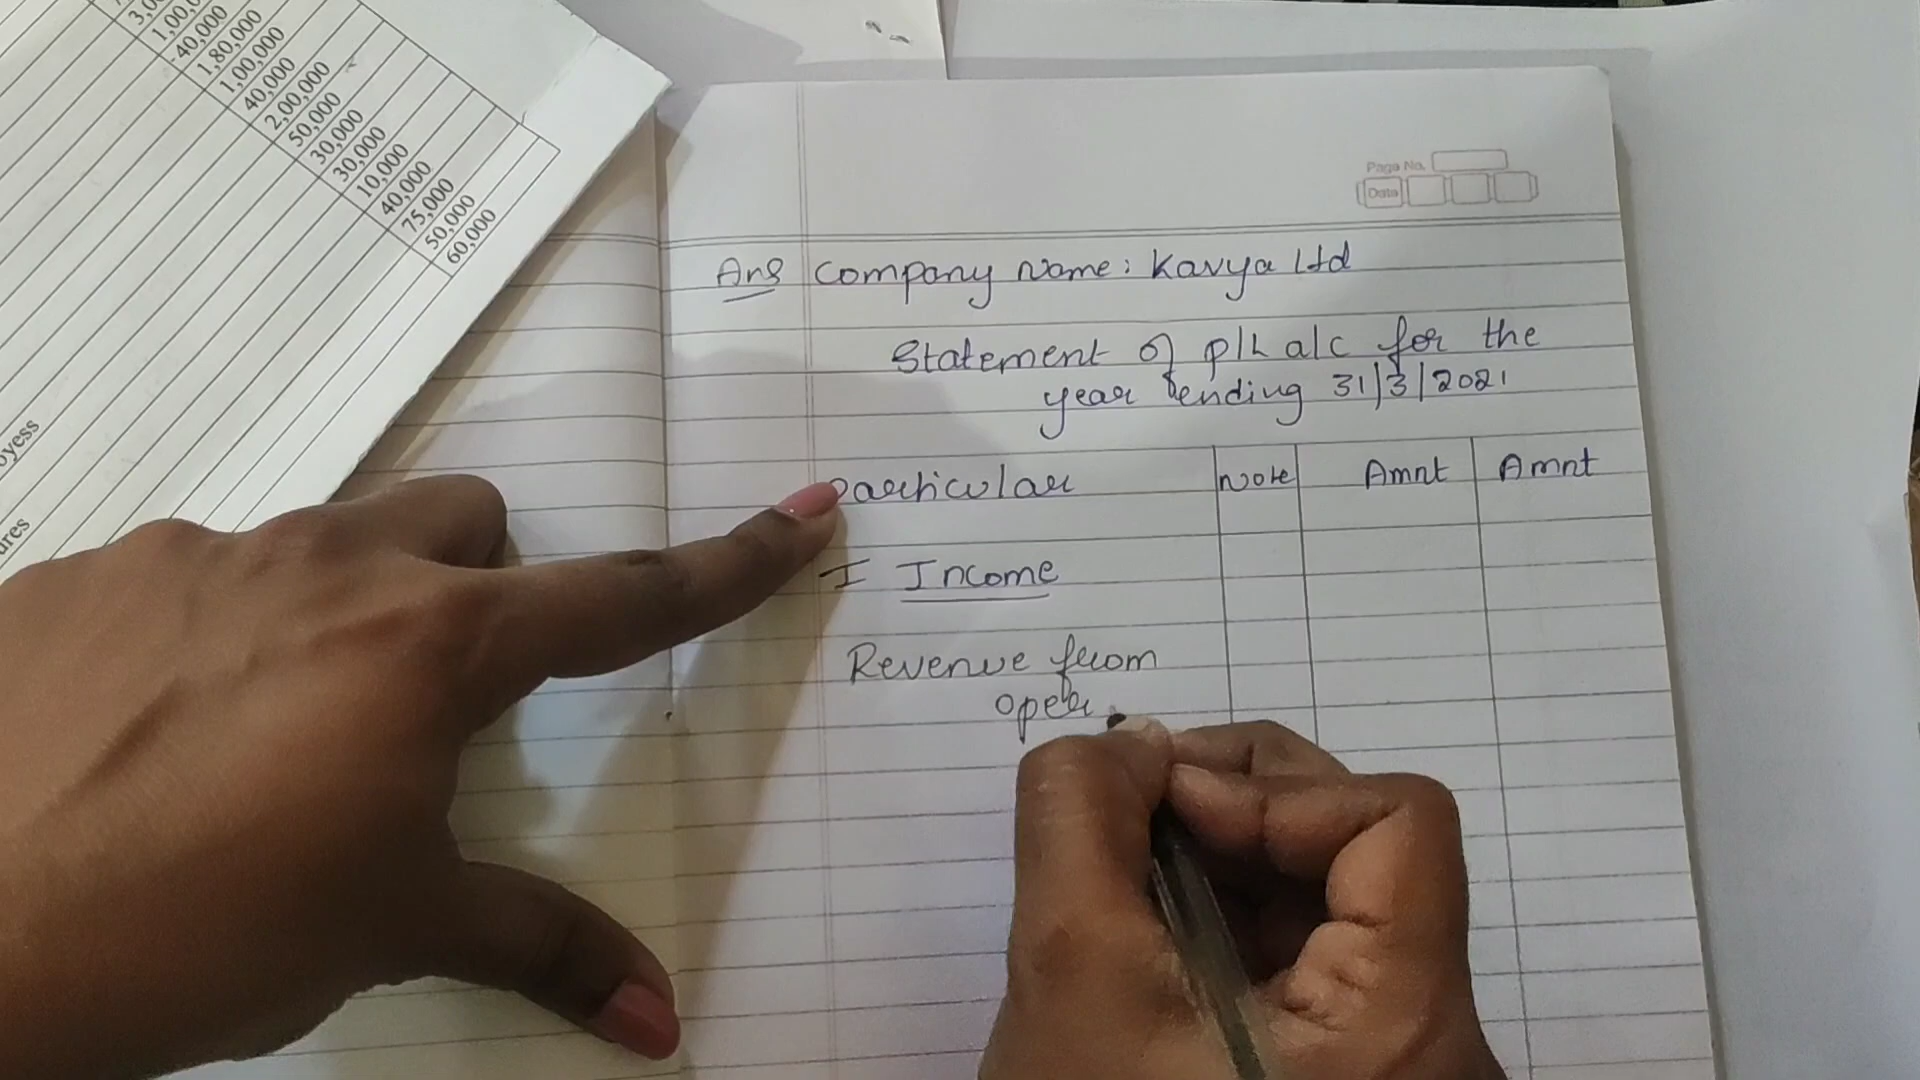 1,00,0
-40,000
1,80,000
1,00,000
40,000
2,00,000
50,000
30,000
30,000
10,000
40,000
75,000
50,000
60,000
oyess
ures
Page No.
Date
Ans Company Name: Kavya Ltd
Statement of P/L a/c for the
year ending 31/3/2021
Particular Note Amnt Amnt
I Income
Revenue from
oper